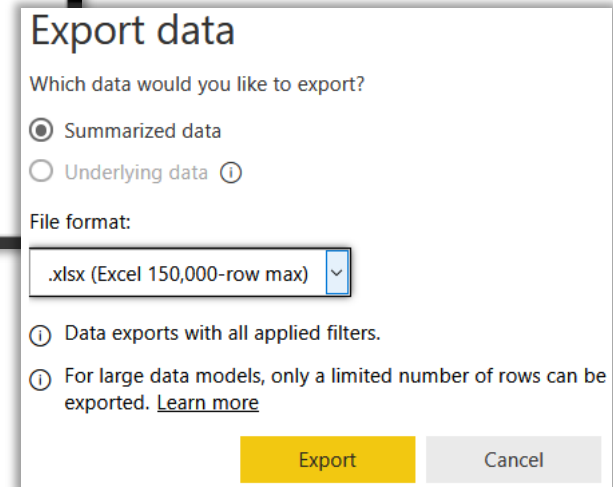 Export data
Which data would you like to export?
Summarized data
Underlying data
File format:
.xlsx (Excel 150,000-row max)
Data exports with all applied filters.
For large data models, only a limited number of rows can be
exported. Learn more
Export
Cancel